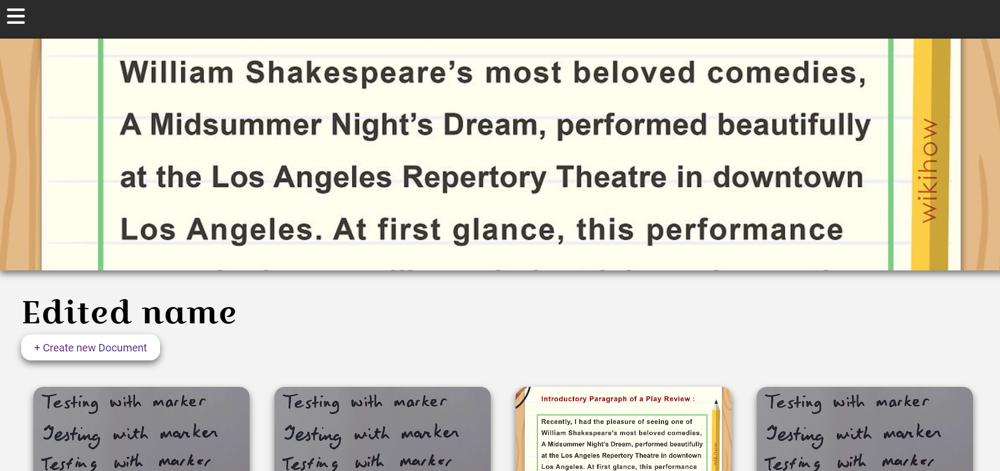 William Shakespeare’s most beloved comedies,
A Midsummer Night’s Dream, performed beautifully
at the Los Angeles Repertory Theatre in downtown
Los Angeles. At first glance, this performance
wikihow
Edited name
+ Create new Document
Testing with marker
Testing with marker
Testing with marker
Testing with marker
Testing with marker
Testing with marker
Introductory Paragraph of a Play Review :
Recently, I had the pleasure of seeing one of
William Shakespeare’s most beloved comedies,
A Midsummer Night’s Dream, performed beautifully
at the Los Angeles Repertory Theatre in downtown
Los Angeles. At first glance, this performance
wikihow
Testing with marker
Testing with marker
Testing with marker